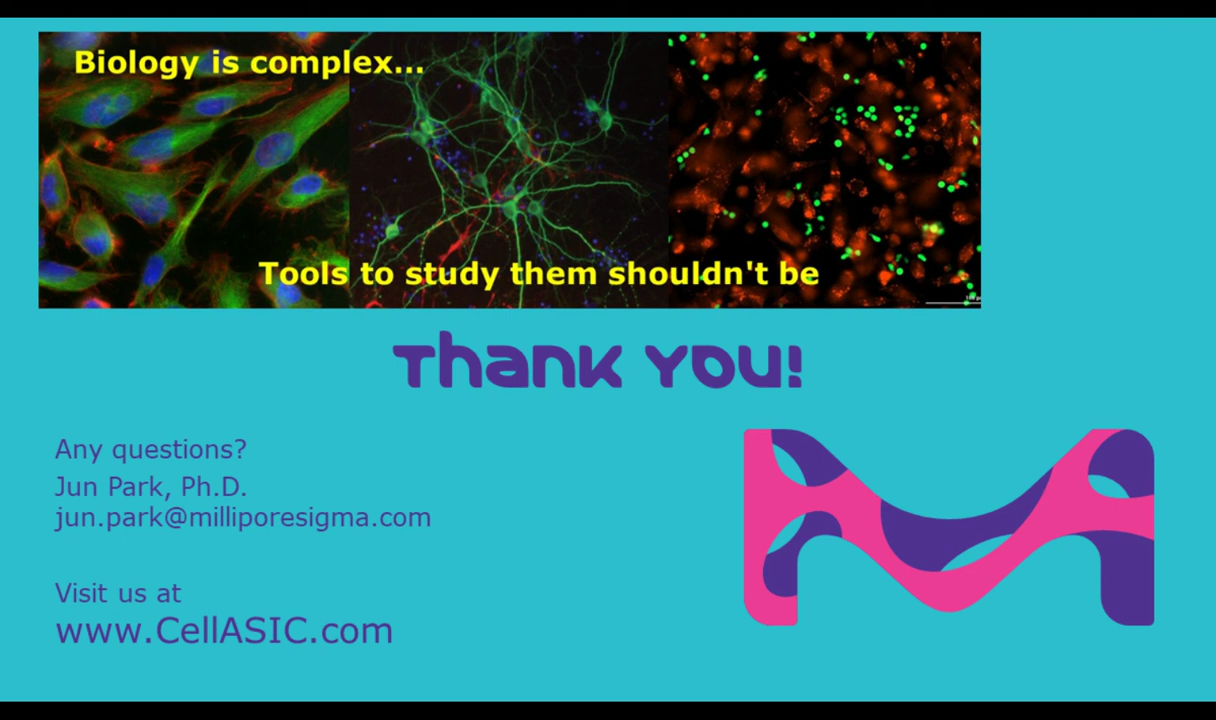 Biology is complex...
Tools to study them shouldn't be
Thank you!
Any questions?
Jun Park, Ph.D.
jun.park@milliporesigma.com
Visit us at
www.CellASIC.com